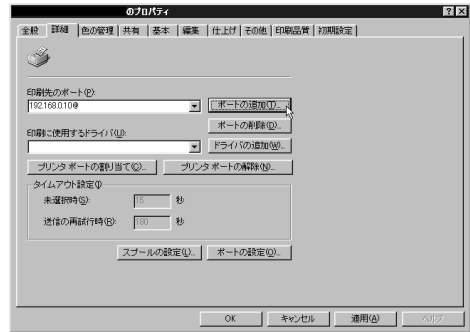 のプロパティ
全般 詳細 色の管理 共有 基本 編集 仕上げ その他 印刷品質 初期設定
印刷先のポート(P):
192.168.0.10@
ポートの追加(T)...
ポートの削除(D)...
印刷に使用するドライバ(U):
ドライバの追加(W)...
プリンタ ポートの割り当て(C)... プリンタ ポートの解除(N)...
タイムアウト設定(I)
未選択時(S): 15 秒
送信の再試行時(R): 180 秒
スプールの設定(L)... ポートの設定(O)...
OK キャンセル 適用(A) ヘルプ